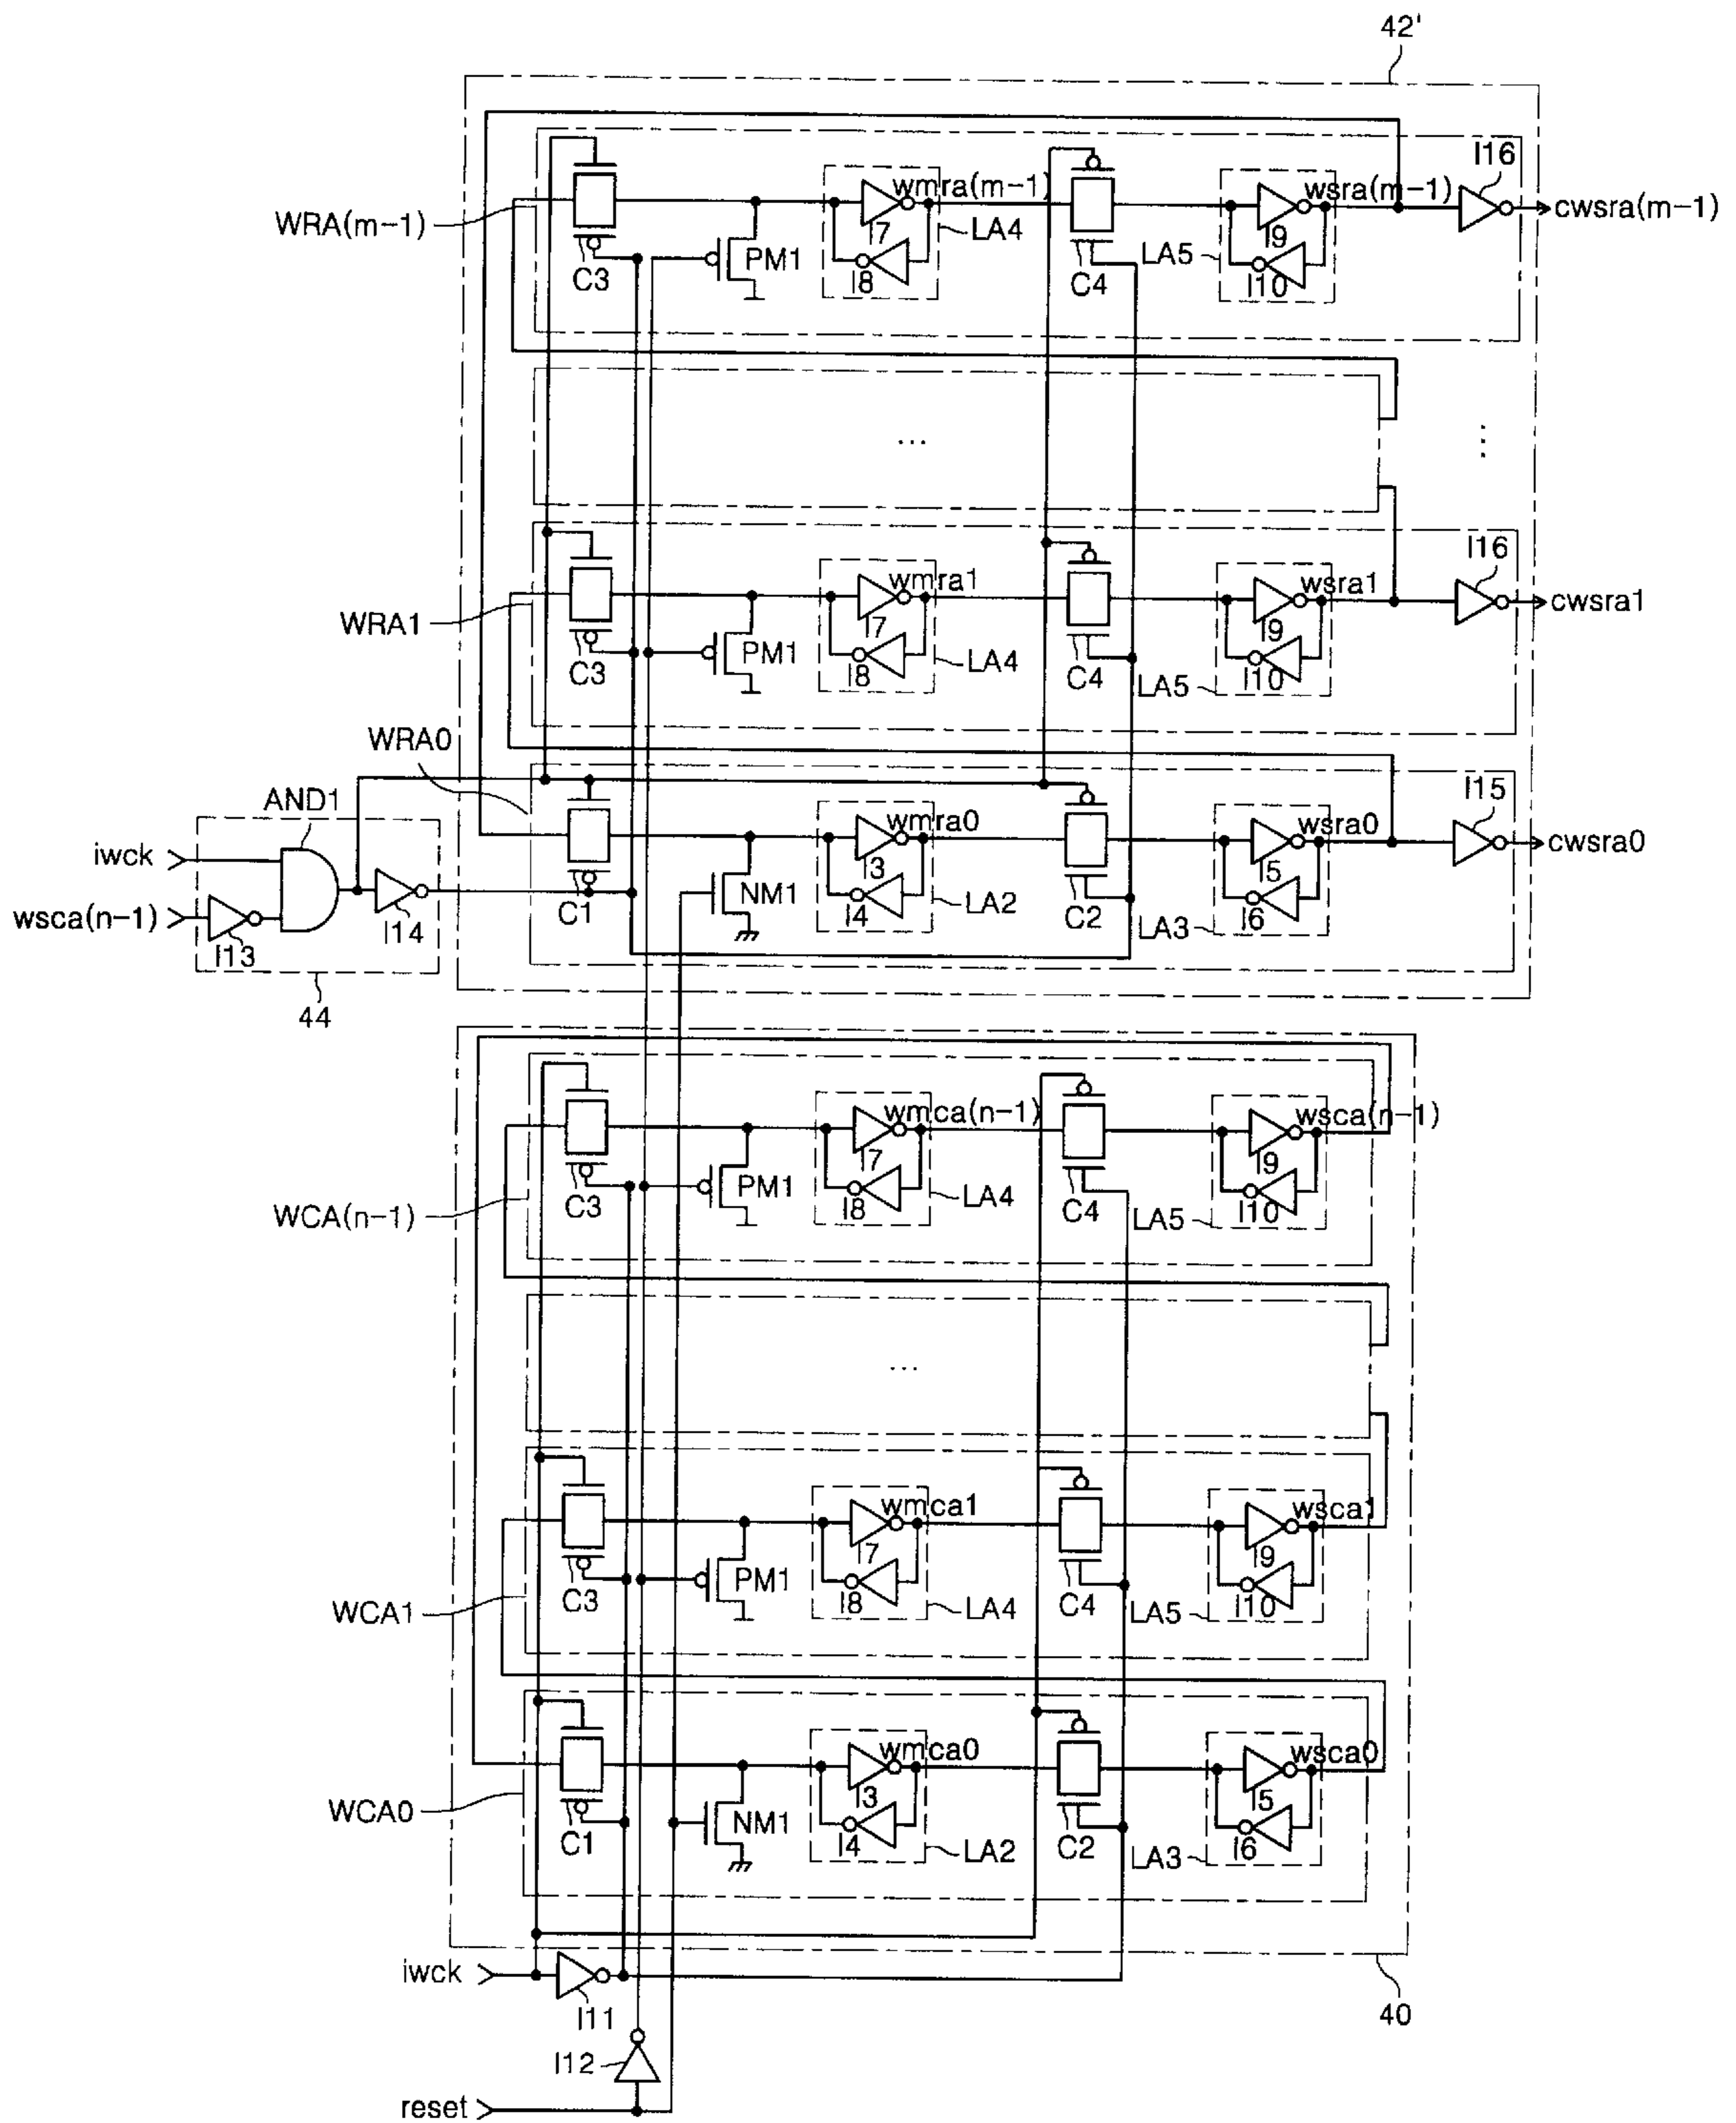 42'
I16
WRA(m-1) C3 PM1 I7 I8 wmra(m-1) LA4 C4 LA5 I9 I10 wsra(m-1) cwsra(m-1)
... ⋮
I16
WRA1 C3 PM1 I7 I8 wmra1 LA4 C4 LA5 I9 I10 wsra1 cwsra1
WRA0 C1 NM1 I3 I4 wmra0 LA2 C2 LA3 I5 I6 wsra0 I15 cwsra0
AND1
iwck
wsca(n-1) I13 I14
44
WCA(n-1) C3 PM1 I7 I8 wmca(n-1) LA4 C4 LA5 I9 I10 wsca(n-1)
...
WCA1 C3 PM1 I7 I8 wmca1 LA4 C4 LA5 I9 I10 wsca1
WCA0 C1 NM1 I3 I4 wmca0 LA2 C2 LA3 I5 I6 wsca0
iwck I11
40
I12
reset